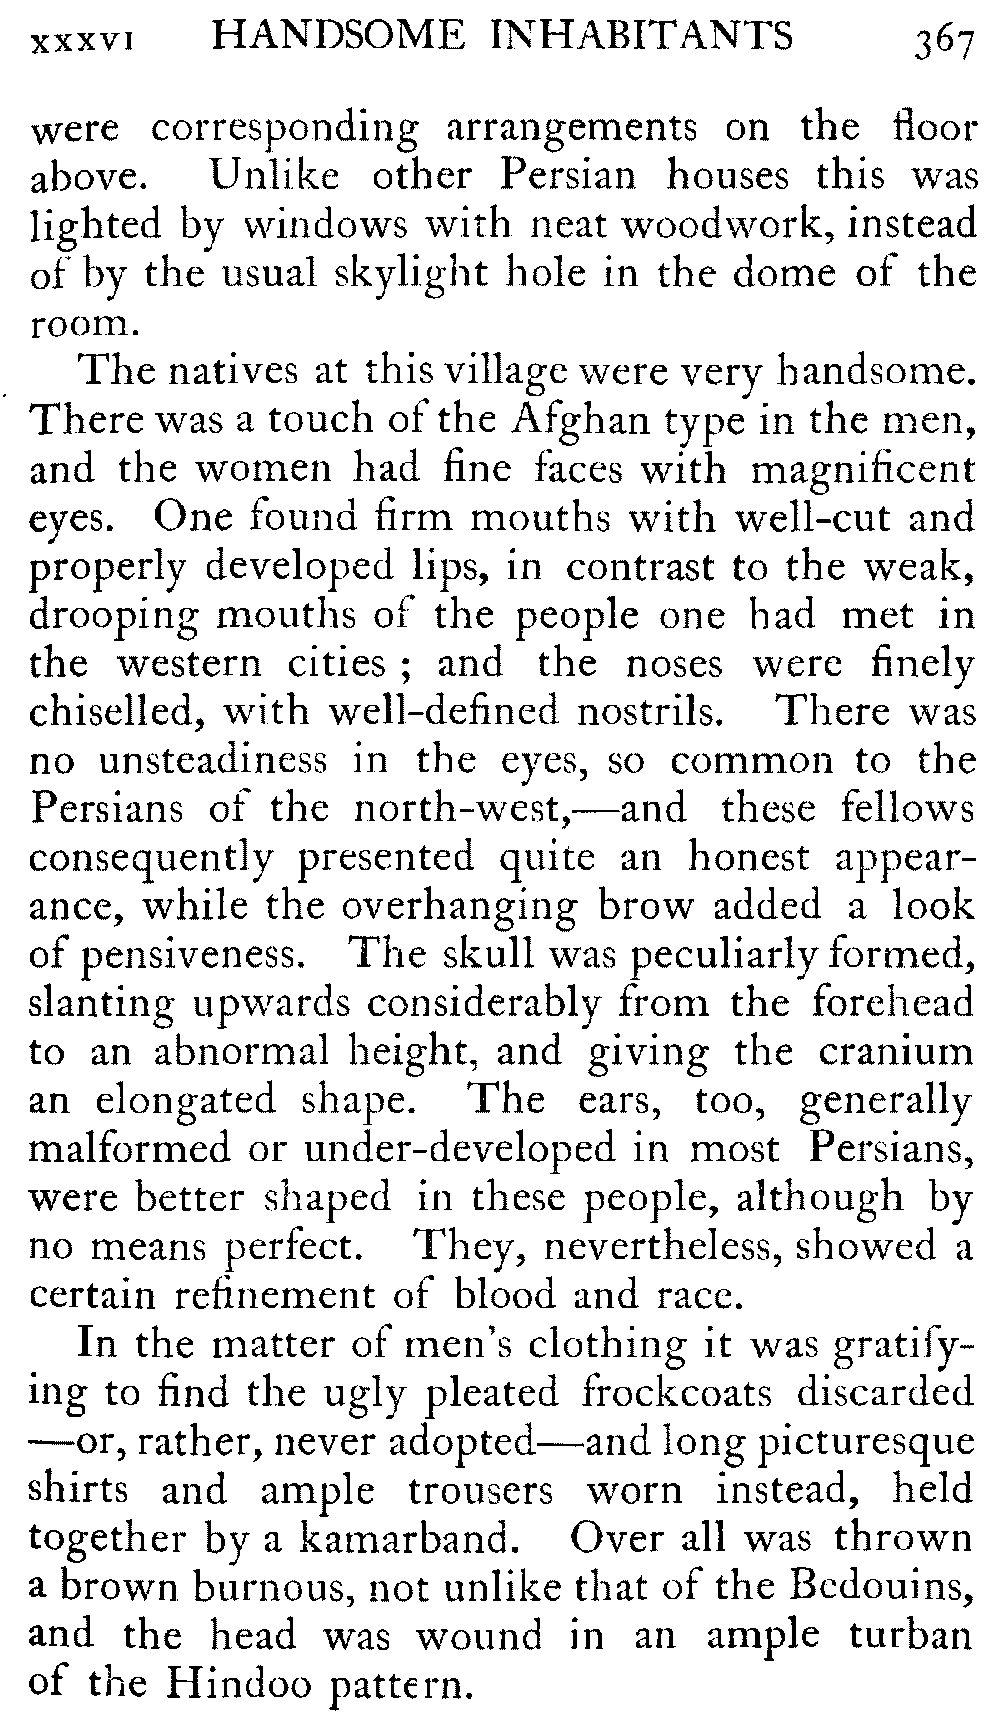 xxxvi HANDSOME INHABITANTS 367
were corresponding arrangements on the floor
above. Unlike other Persian houses this was
lighted by windows with neat woodwork, instead
of by the usual skylight hole in the dome of the
room.
The natives at this village were very handsome.
There was a touch of the Afghan type in the men,
and the women had fine faces with magnificent
eyes. One found firm mouths with well-cut and
properly developed lips, in contrast to the weak,
drooping mouths of the people one had met in
the western cities ; and the noses were finely
chiselled, with well-defined nostrils. There was
no unsteadiness in the eyes, so common to the
Persians of the north-west,—and these fellows
consequently presented quite an honest appear-
ance, while the overhanging brow added a look
of pensiveness. The skull was peculiarly formed,
slanting upwards considerably from the forehead
to an abnormal height, and giving the cranium
an elongated shape. The ears, too, generally
malformed or under-developed in most Persians,
were better shaped in these people, although by
no means perfect. They, nevertheless, showed a
certain refinement of blood and race.
In the matter of men's clothing it was gratify-
ing to find the ugly pleated frockcoats discarded
—or, rather, never adopted—and long picturesque
shirts and ample trousers worn instead, held
together by a kamarband. Over all was thrown
a brown burnous, not unlike that of the Bedouins,
and the head was wound in an ample turban
of the Hindoo pattern.